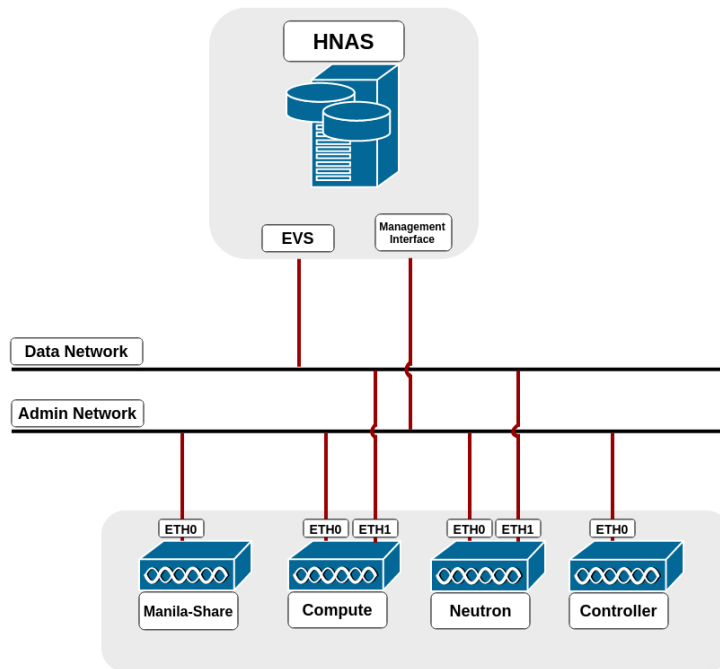 HNAS
EVS
Management
Interface
Data Network
Admin Network
ETH0
ETH0
ETH1
ETH0
ETH1
ETH0
Manila-Share
Compute
Neutron
Controller